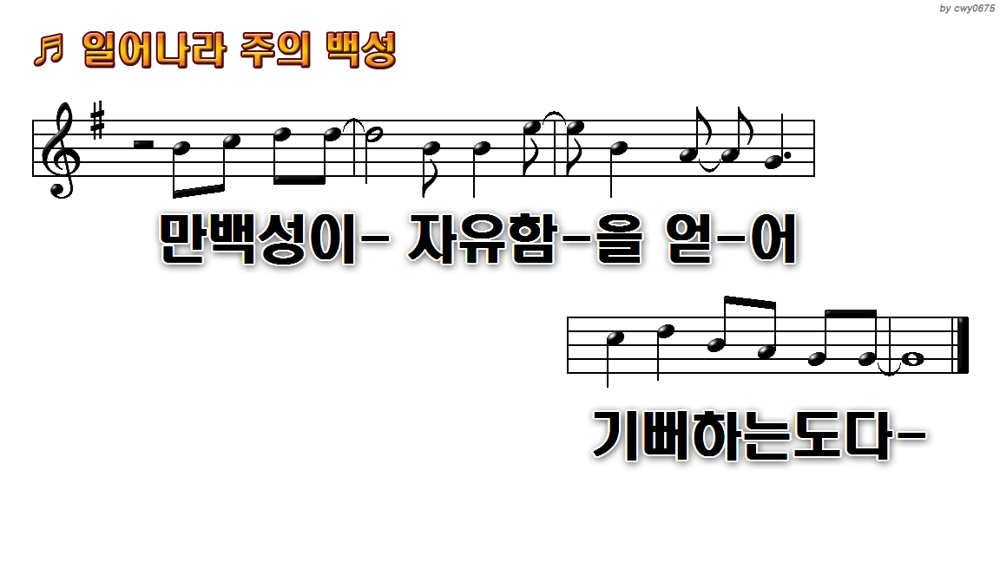 by cwy0675
♬ 일어나라 주의 백성
만백성이- 자유함-을 얻-어
기뻐하는도다-